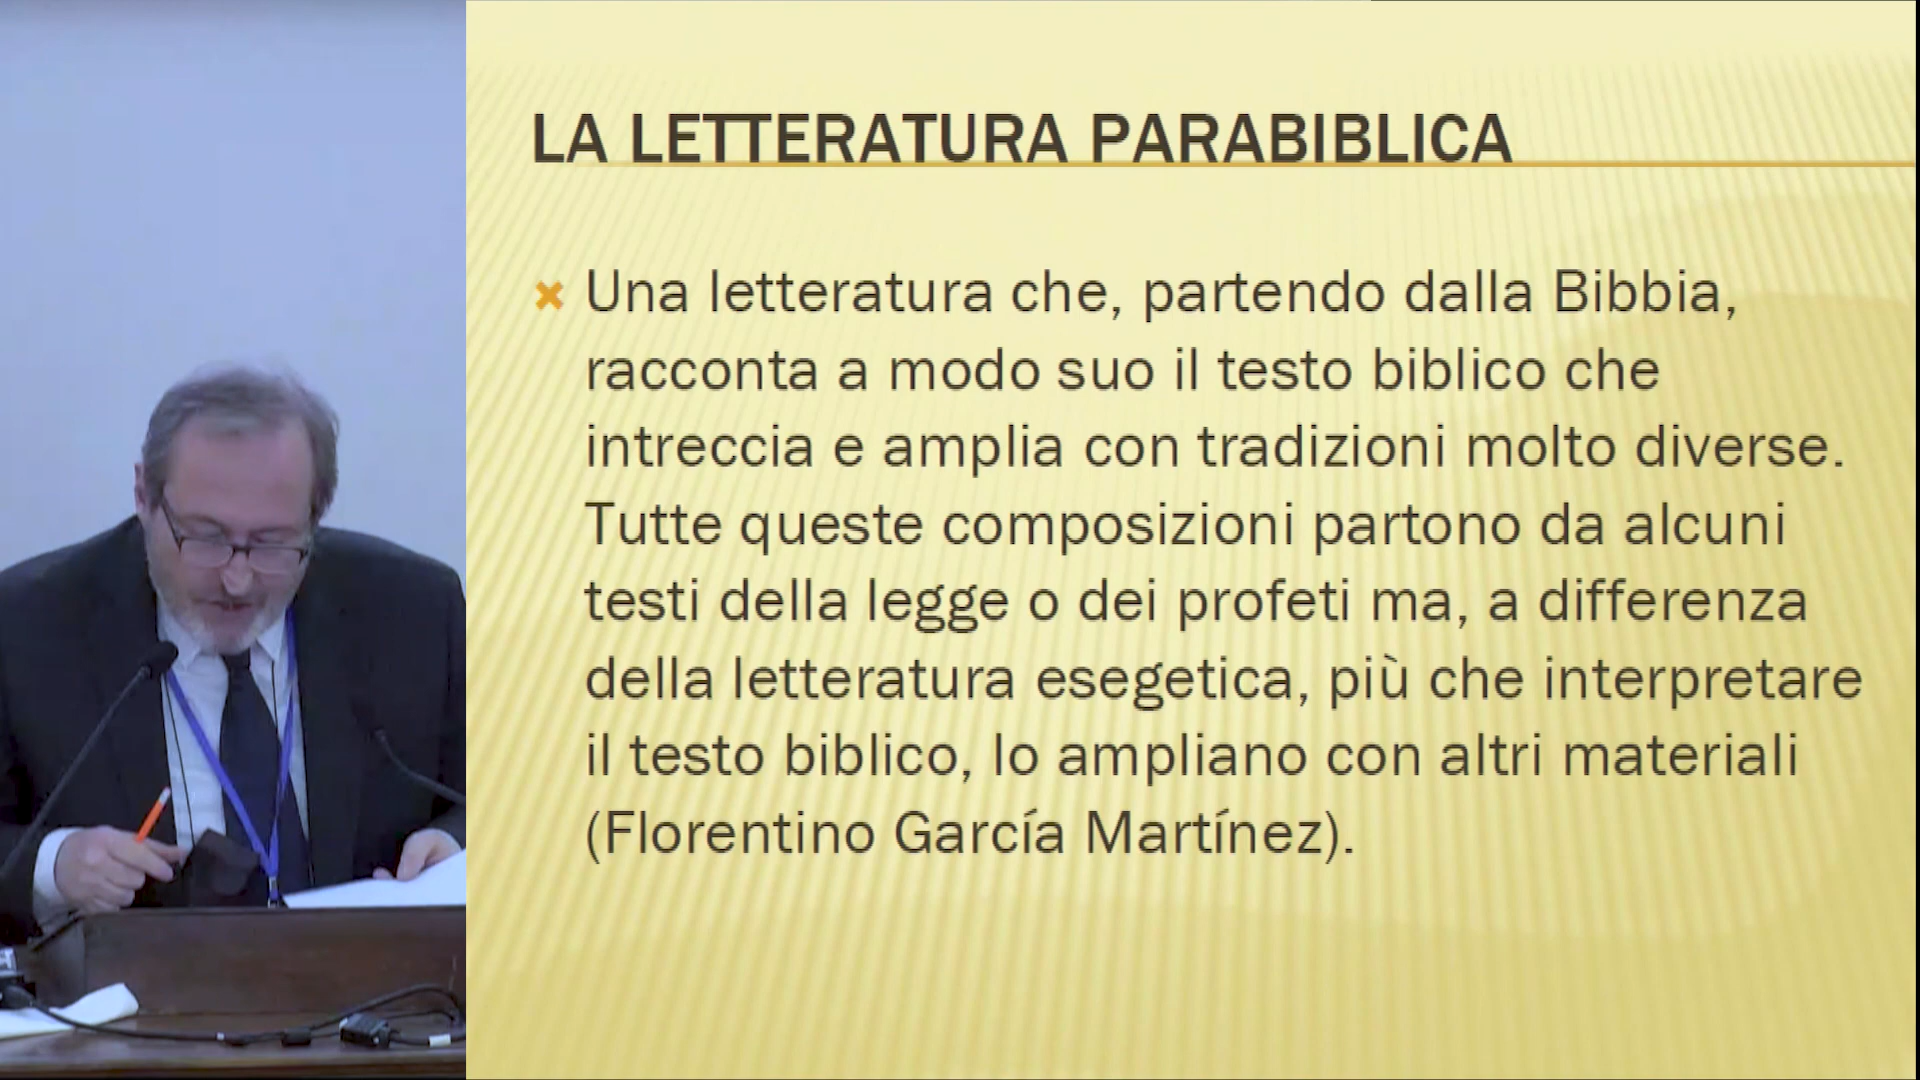 LA LETTERATURA PARABIBLICA
Una letteratura che, partendo dalla Bibbia,
racconta a modo suo il testo biblico che
intreccia e amplia con tradizioni molto diverse.
Tutte queste composizioni partono da alcuni
testi della legge o dei profeti ma, a differenza
della letteratura esegetica, più che interpretare
il testo biblico, lo ampliano con altri materiali
(Florentino García Martínez).